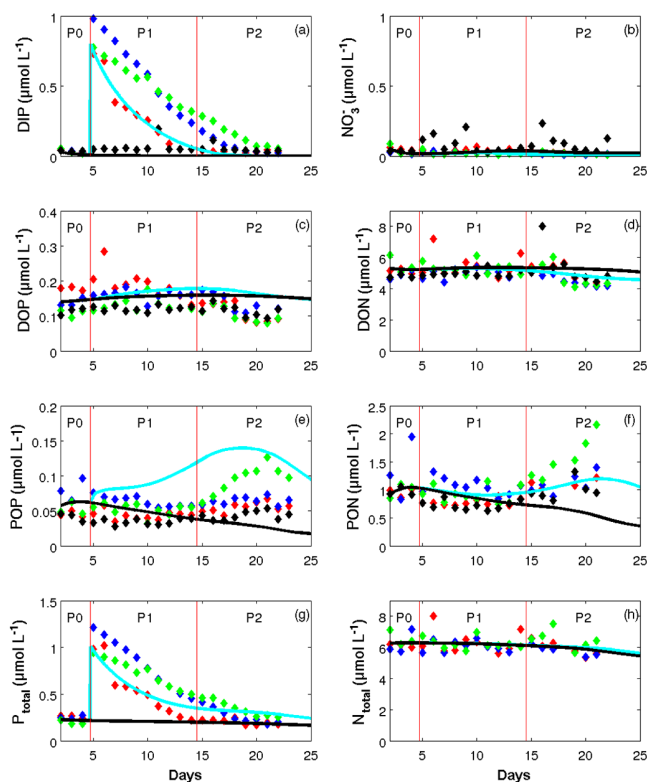 1
0.5
0
5 10 15 20 25
DIP (µmol L⁻¹)
P0 P1 P2
(a)
1
0.5
0
5 10 15 20 25
NO₃⁻ (µmol L⁻¹)
P0 P1 P2
(b)
0.4
0.3
0.2
0.1
0
5 10 15 20 25
DOP (µmol L⁻¹)
P0 P1 P2
(c)
8
6
4
2
0
5 10 15 20 25
DON (µmol L⁻¹)
P0 P1 P2
(d)
0.2
0.15
0.1
0.05
0
5 10 15 20 25
POP (µmol L-1)
P0 P1 P2
(e)
2.5
2
1.5
1
0.5
0
5 10 15 20 25
PON (µmol L⁻¹)
P0 P1 P2
(f)
1.5
1
0.5
0
5 10 15 20 25
P total (µmol L⁻¹)
P0 P1 P2
(g)
Days
8
6
4
2
0
5 10 15 20 25
N total (µmol L⁻¹)
P0 P1 P2
(h)
Days